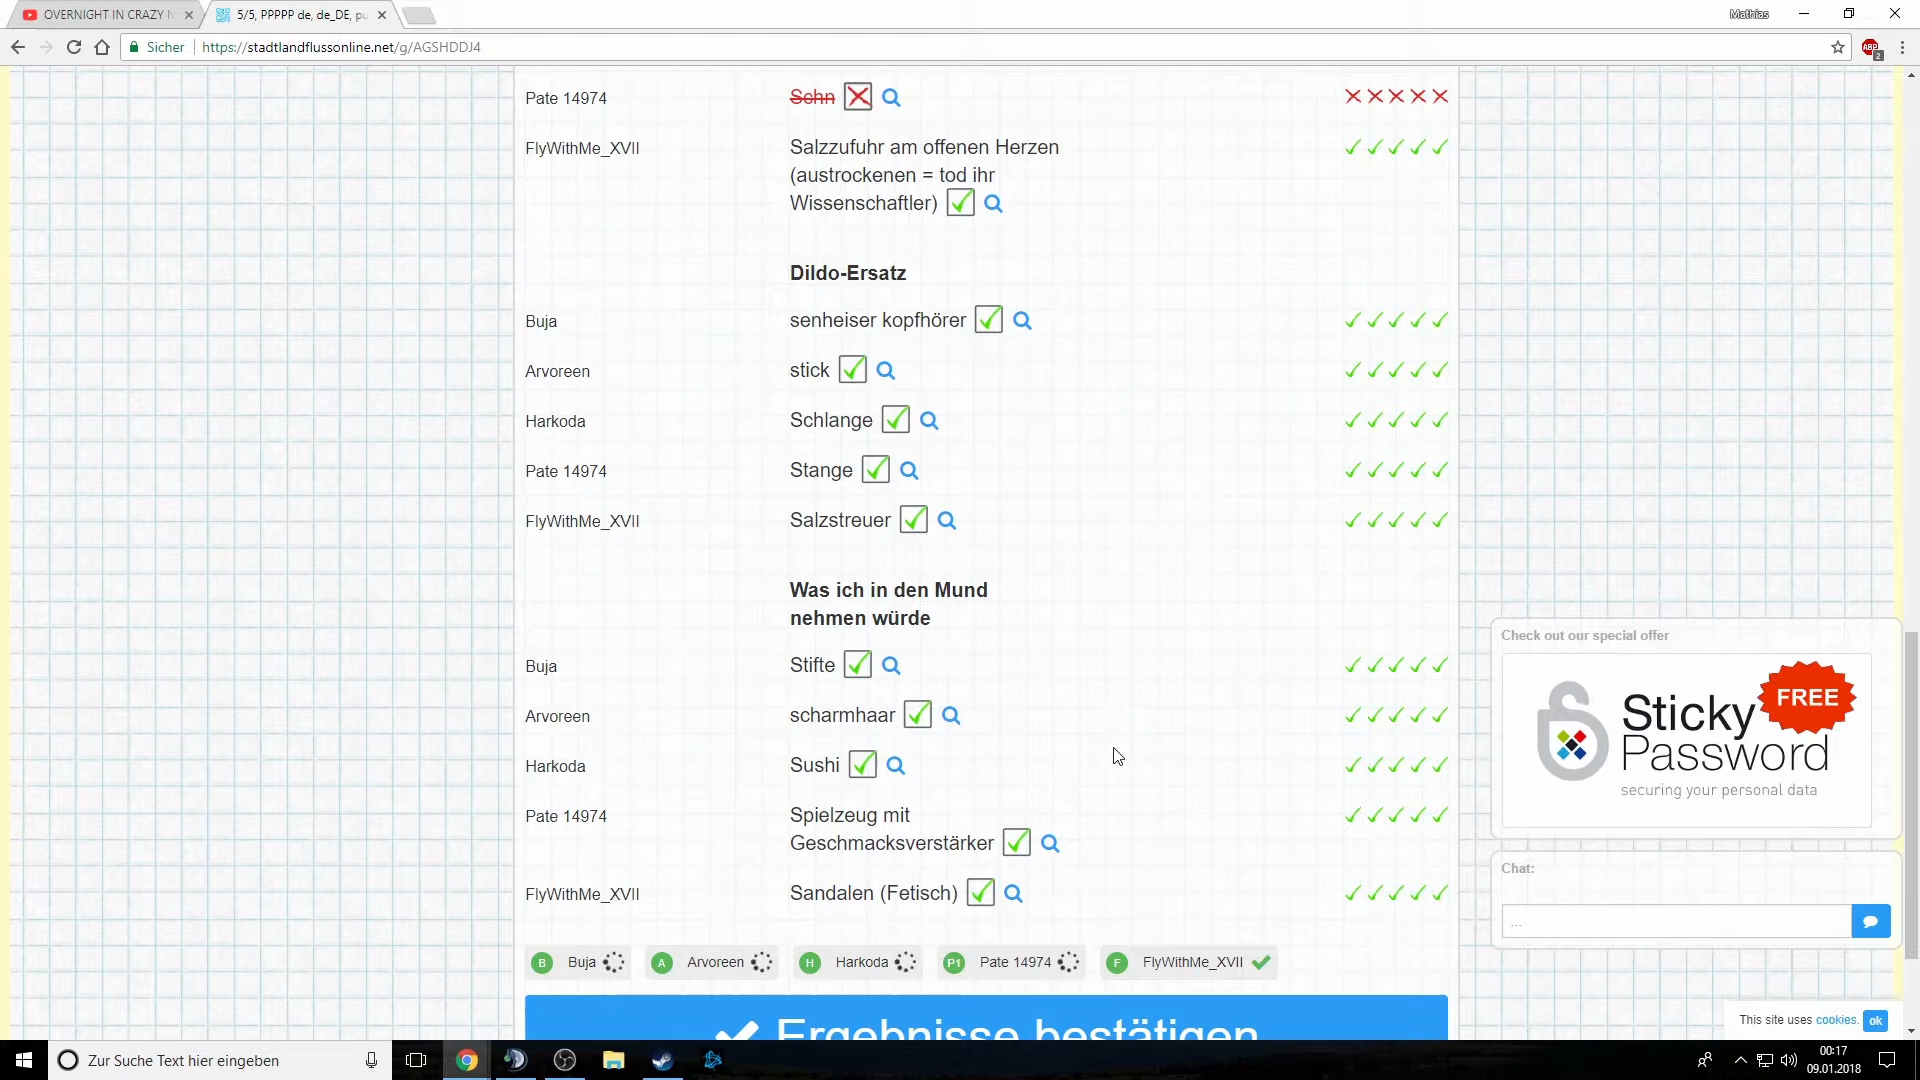 OVERNIGHT IN CRAZY N
5/5, PPPPP de, de_DE, pu
Mathias
Sicher
https://stadtlandflussonline.net/g/AGSHDDJ4
ABP
2
Pate 14974
Sohn
FlyWithMe_XVII
Salzzufuhr am offenen Herzen
(austrockenen = tod ihr
Wissenschaftler)
Dildo-Ersatz
Buja
senheiser kopfhörer
Arvoreen
stick
Harkoda
Schlange
Pate 14974
Stange
FlyWithMe_XVII
Salzstreuer
Was ich in den Mund
nehmen würde
Buja
Stifte
Arvoreen
scharmhaar
Harkoda
Sushi
Pate 14974
Spielzeug mit
Geschmacksverstärker
FlyWithMe_XVII
Sandalen (Fetisch)
B Buja
A Arvoreen
H Harkoda
P1 Pate 14974
F FlyWithMe_XVII
Ergebnisse bestätigen
Check out our special offer
FREE
Sticky
Password
securing your personal data
Chat:
...
This site uses cookies. ok
Zur Suche Text hier eingeben
00:17
09.01.2018